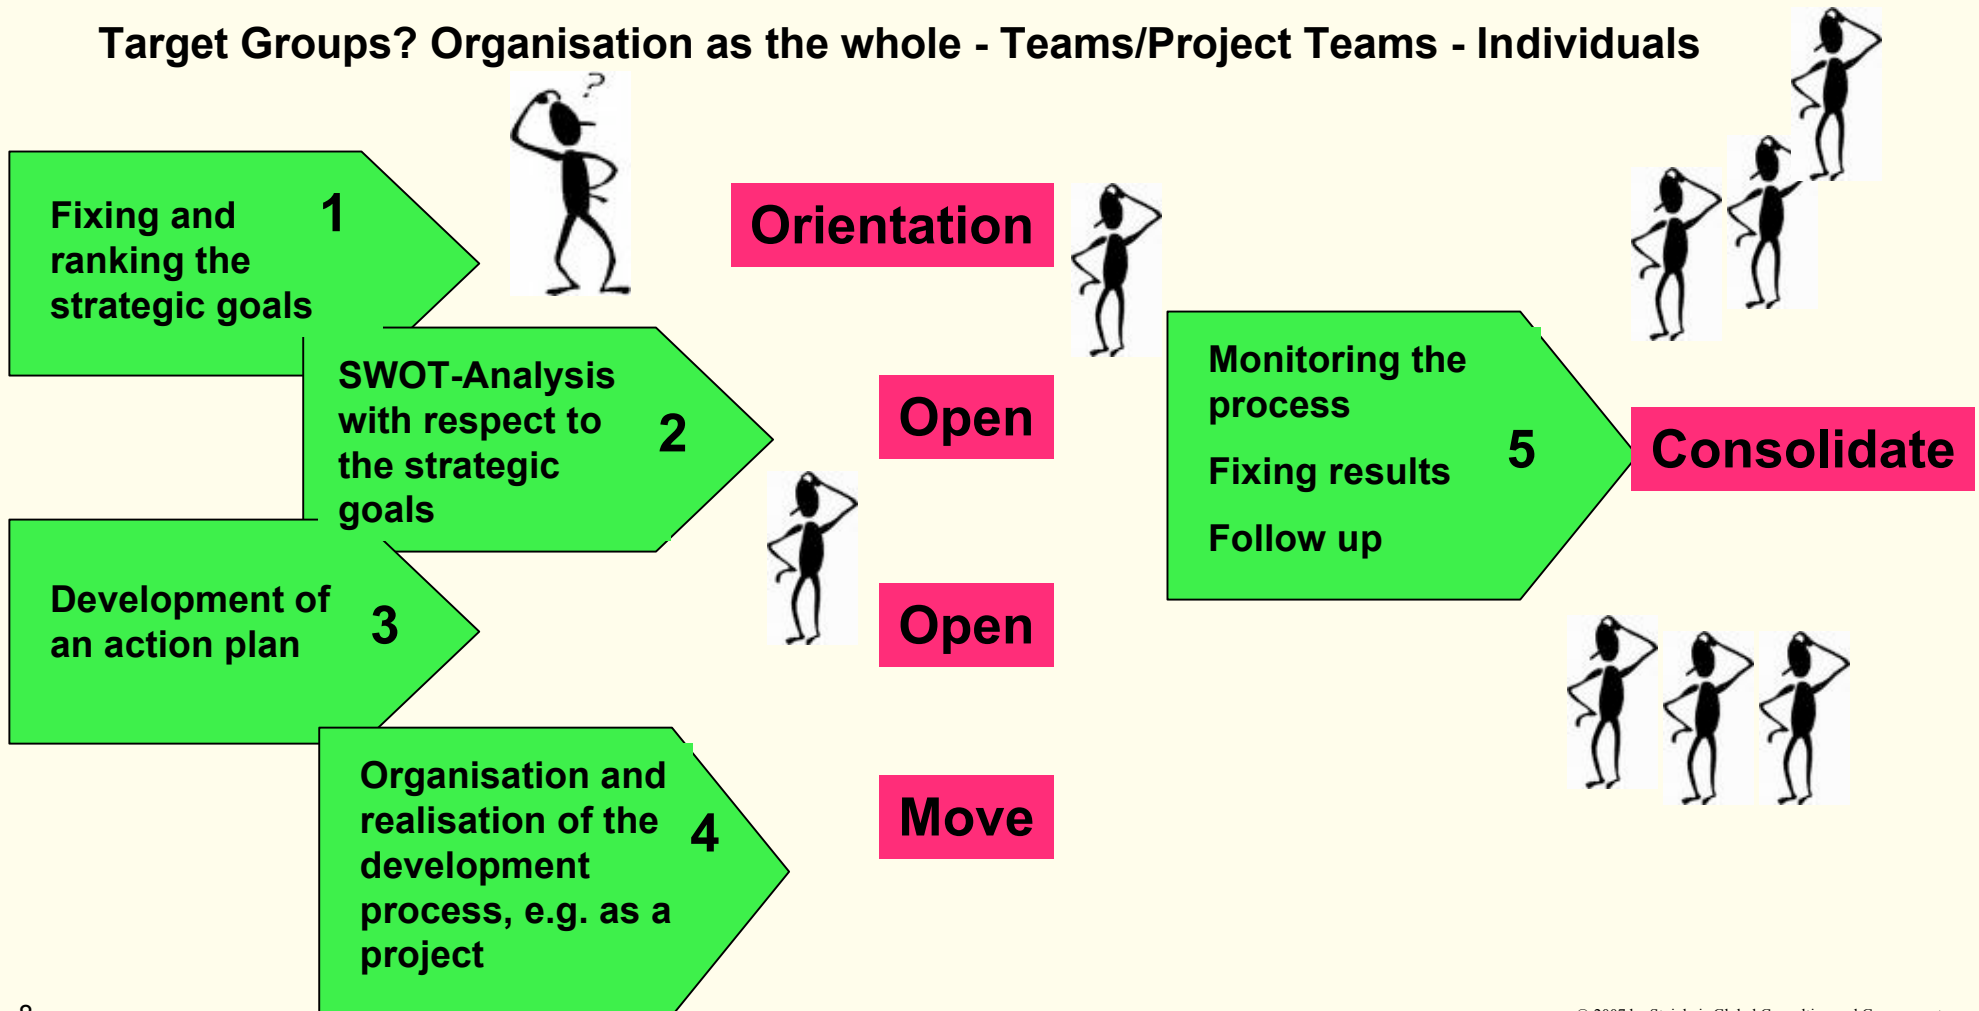 Target Groups? Organisation as the whole - Teams/Project Teams - Individuals
?
1
Fixing and
ranking the
strategic goals
Orientation
SWOT-Analysis
with respect to
the strategic
goals
2
Open
Development of
an action plan
3
Open
Organisation and
realisation of the
development
process, e.g. as a
project
4
Move
Monitoring the
process
Fixing results
Follow up
5
Consolidate